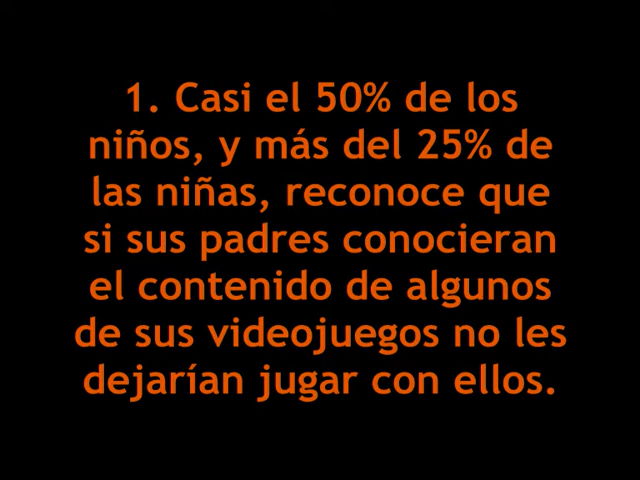 1. Casi el 50% de los
niños, y más del 25% de
las niñas, reconoce que
si sus padres conocieran
el contenido de algunos
de sus videojuegos no les
dejarían jugar con ellos.